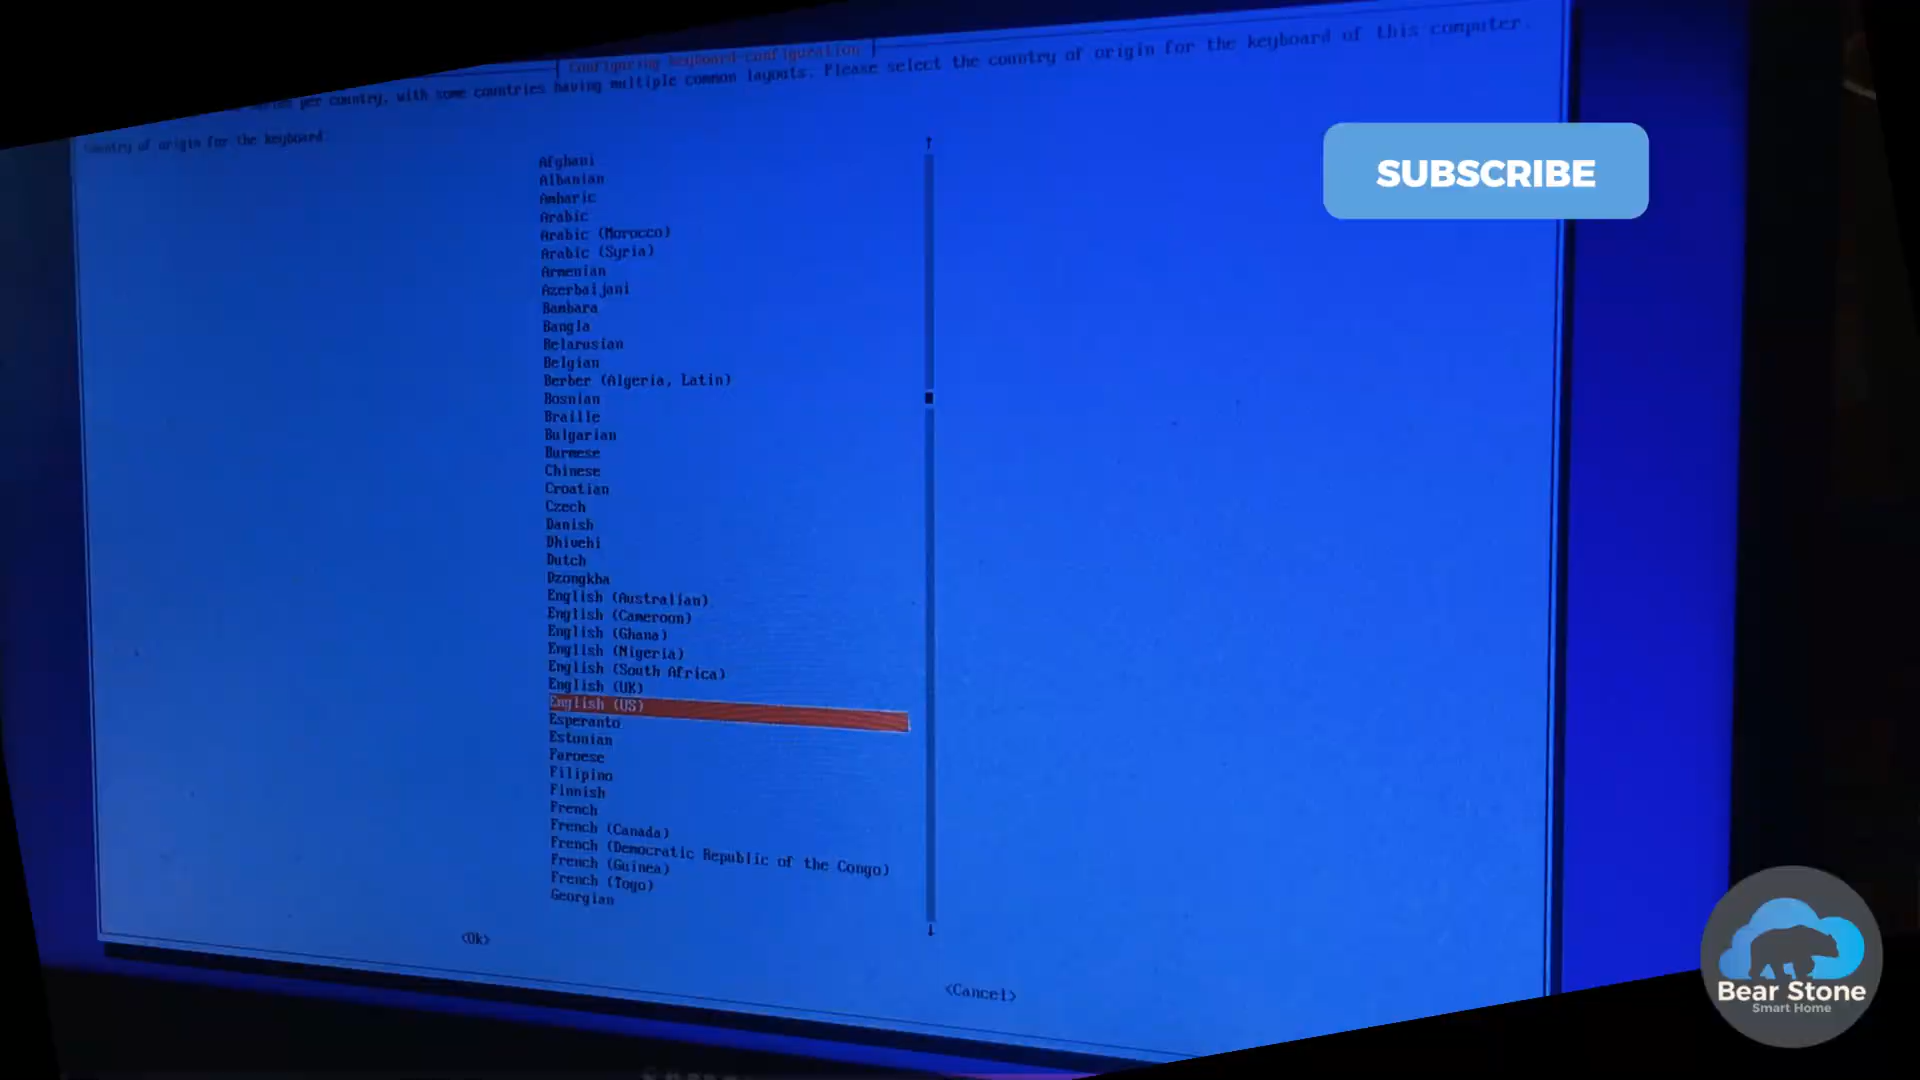 Configuring keyboard-configuration
per country, with some countries having multiple common layouts. Please select the country of origin for the keyboard of this computer.
Country of origin for the keyboard:
Afghani
Albanian
Amharic
Arabic
Arabic (Morocco)
Arabic (Syria)
Armenian
Azerbaijani
Bambara
Bangla
Belarusian
Belgian
Berber (Algeria, Latin)
Bosnian
Braille
Bulgarian
Burmese
Chinese
Croatian
Czech
Danish
Dhivehi
Dutch
Dzongkha
English (Australian)
English (Cameroon)
English (Ghana)
English (Nigeria)
English (South Africa)
English (UK)
English (US)
Esperanto
Estonian
Faroese
Filipino
Finnish
French
French (Canada)
French (Democratic Republic of the Congo)
French (Guinea)
French (Togo)
Georgian
<Ok>
<Cancel>
SUBSCRIBE
Bear Stone
Smart Home